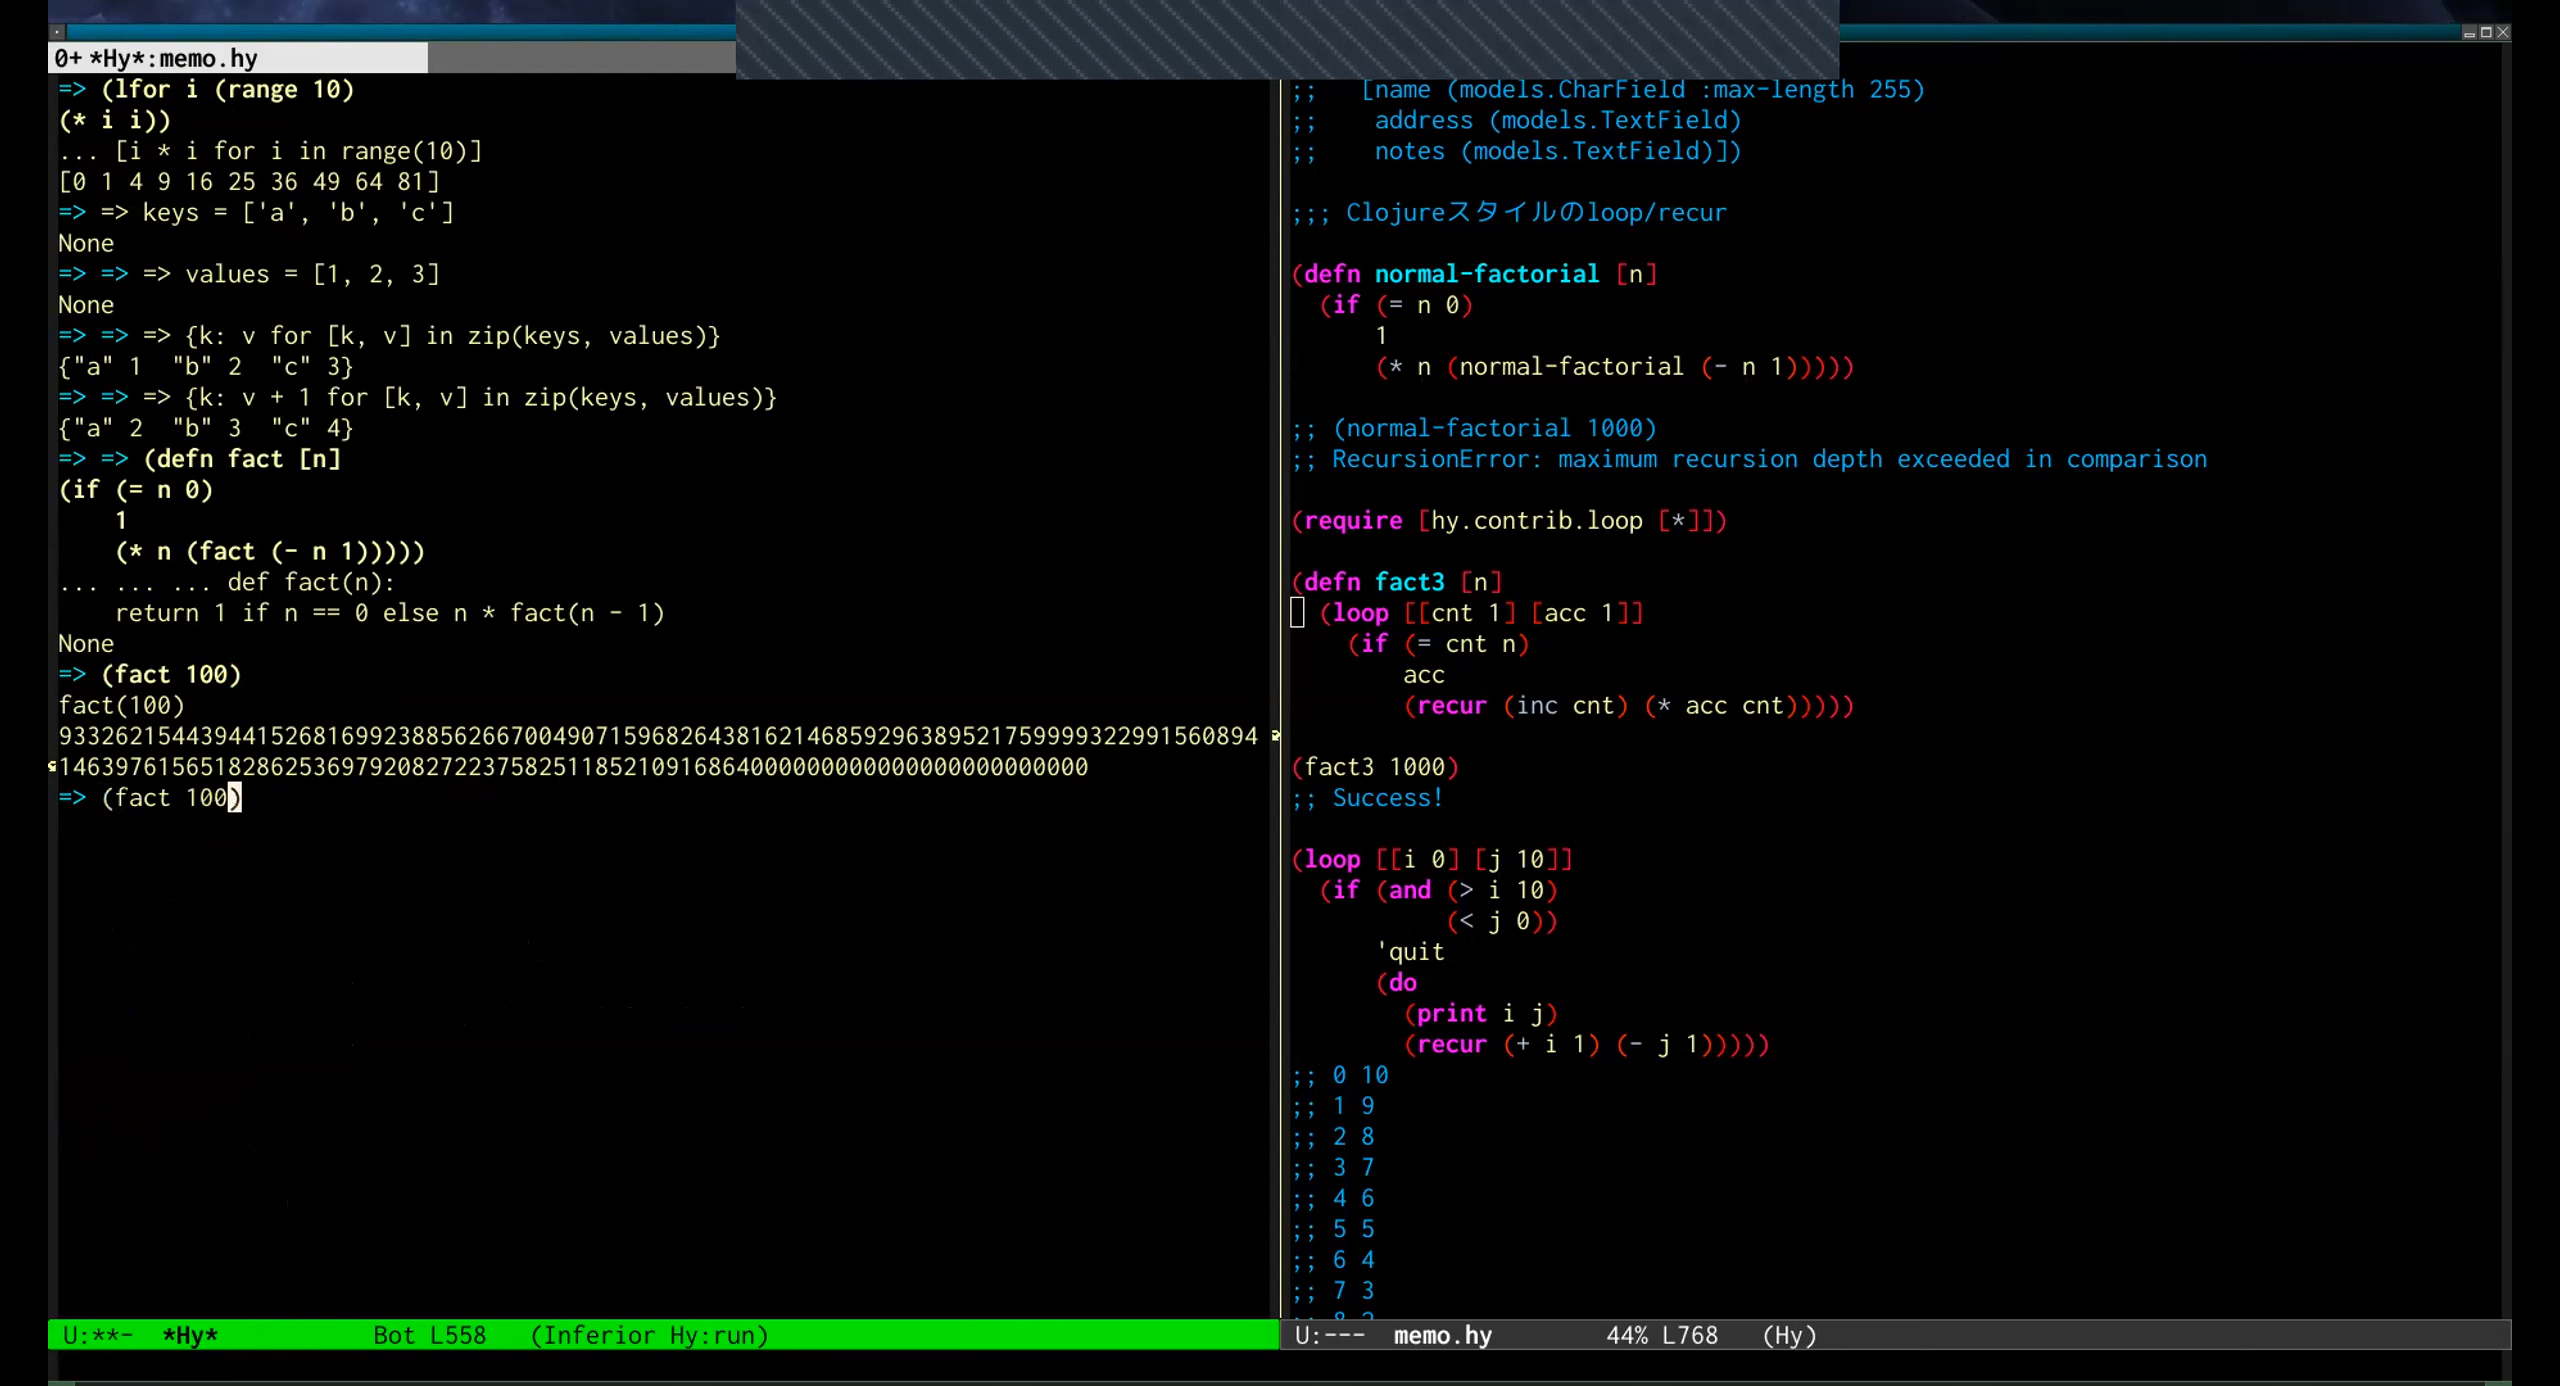 0+ *Hy*:memo.hy
=> (lfor i (range 10)
(* i i))
... [i * i for i in range(10)]
[0 1 4 9 16 25 36 49 64 81]
=> => keys = ['a', 'b', 'c']
None
=> => => values = [1, 2, 3]
None
=> => => {k: v for [k, v] in zip(keys, values)}
{"a" 1  "b" 2  "c" 3}
=> => => {k: v + 1 for [k, v] in zip(keys, values)}
{"a" 2  "b" 3  "c" 4}
=> => (defn fact [n]
(if (= n 0)
    1
    (* n (fact (- n 1)))))
... ... ... def fact(n):
    return 1 if n == 0 else n * fact(n - 1)
None
=> (fact 100)
fact(100)
9332621544394415268169923885626670049071596826438162146859296389521759999322991560894
1463976156518286253697920827223758251185210916864000000000000000000000000
=> (fact 100)
U:**-  *Hy*           Bot L558   (Inferior Hy:run)
;;   [name (models.CharField :max-length 255)
;;    address (models.TextField)
;;    notes (models.TextField)])
;;; Clojureスタイルのloop/recur
(defn normal-factorial [n]
  (if (= n 0)
      1
      (* n (normal-factorial (- n 1)))))
;; (normal-factorial 1000)
;; RecursionError: maximum recursion depth exceeded in comparison
(require [hy.contrib.loop [*]])
(defn fact3 [n]
  (loop [[cnt 1] [acc 1]]
    (if (= cnt n)
        acc
        (recur (inc cnt) (* acc cnt)))))
(fact3 1000)
;; Success!
(loop [[i 0] [j 10]]
  (if (and (> i 10)
           (< j 0))
      'quit
      (do
        (print i j)
        (recur (+ i 1) (- j 1)))))
;; 0 10
;; 1 9
;; 2 8
;; 3 7
;; 4 6
;; 5 5
;; 6 4
;; 7 3
U:---  memo.hy        44% L768   (Hy)